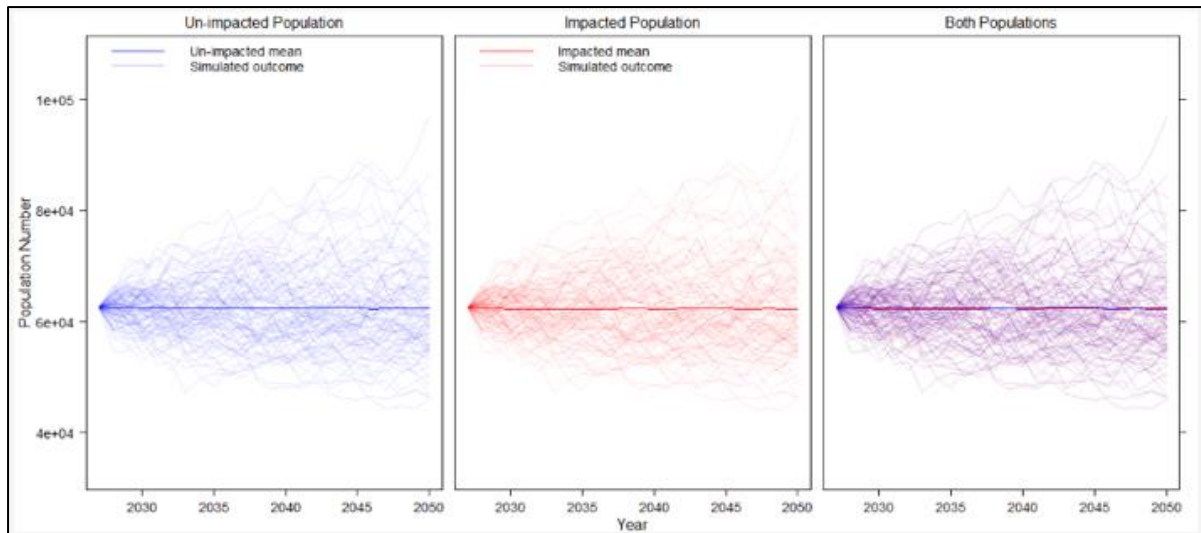 Un-impacted Population
Impacted Population
Both Populations
Un-impacted mean
Simulated outcome
Impacted mean
Simulated outcome
Population Number
1e+05
8e+04
6e+04
4e+04
2030 2035 2040 2045 2050
2030 2035 2040 2045 2050
2030 2035 2040 2045 2050
Year